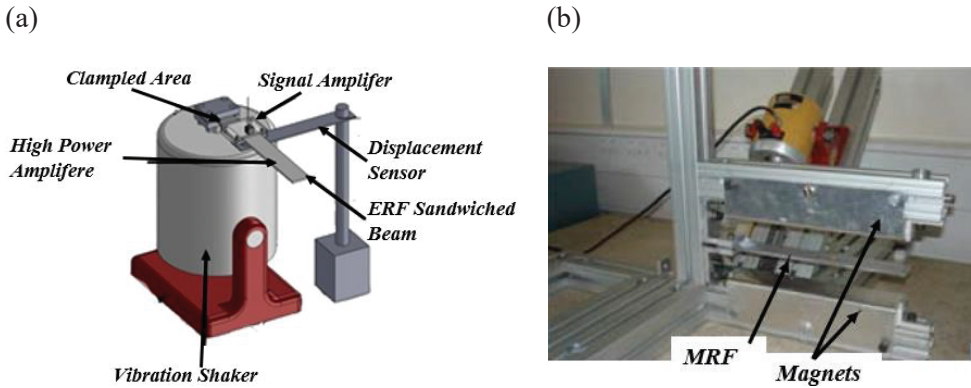 (a)
(b)
Clampled Area
Signal Amplifer
High Power
Amplifere
Displacement
Sensor
ERF Sandwiched
Beam
Vibration Shaker
MRF
Magnets